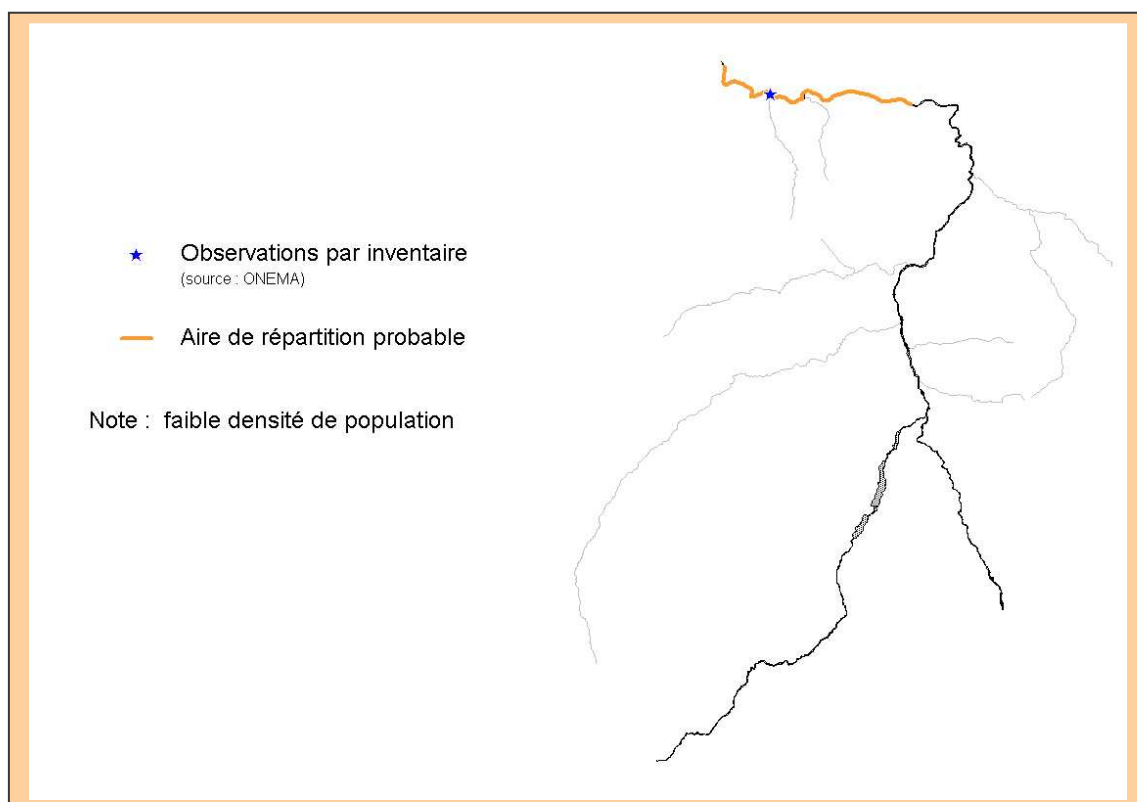 Observations par inventaire
(source : ONEMA)
Aire de répartition probable
Note : faible densité de population